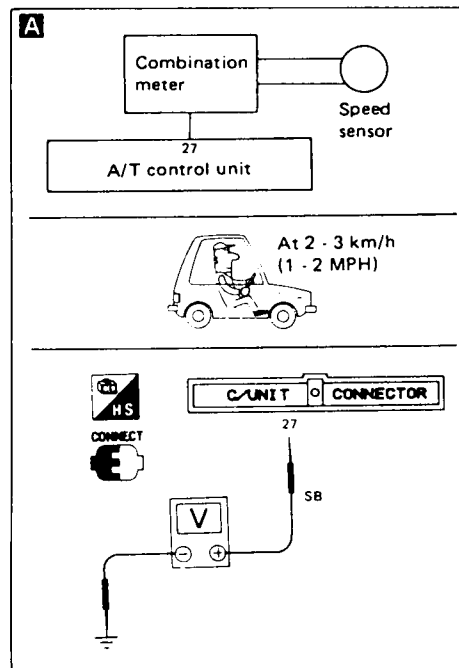 A
Combination
meter
Speed
sensor
27
A/T control unit
At 2 - 3 km/h
(1 - 2 MPH)
HS
C/UNIT CONNECTOR
CONNECT
27
SB
V
- +